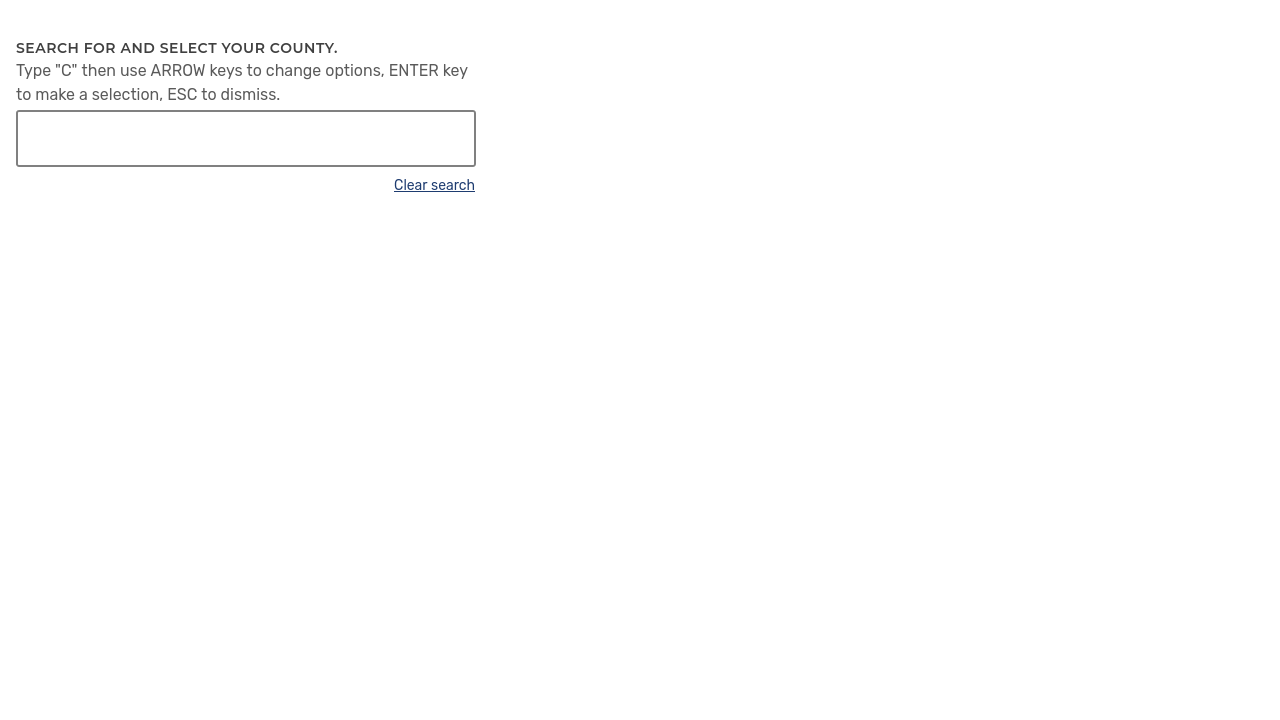 SEARCH FOR AND SELECT YOUR COUNTY.
Type "C" then use ARROW keys to change options, ENTER key
to make a selection, ESC to dismiss.
Clear search